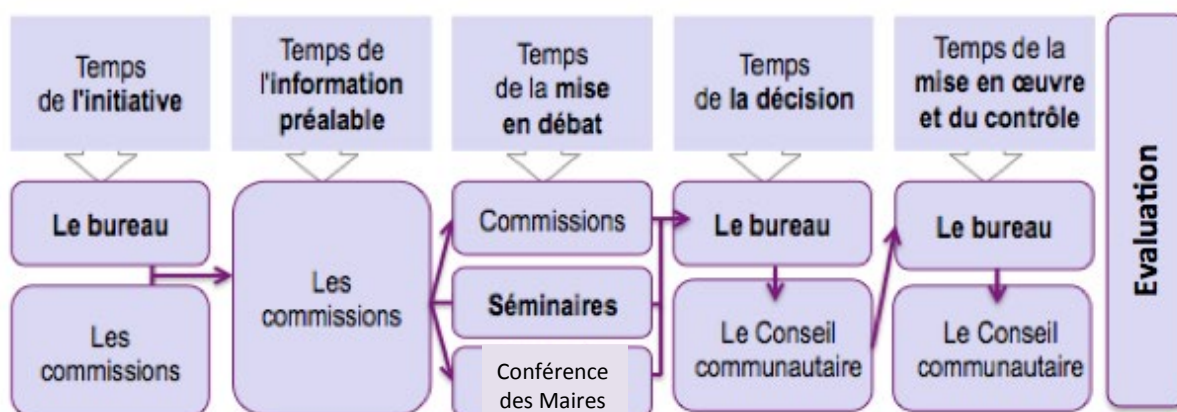 Temps
de l'initiative
Temps de
l'information
préalable
Temps
de la mise
en débat
Temps
de la décision
Temps de la
mise en œuvre
et du contrôle
Evaluation
Le bureau
Les
commissions
Les
commissions
Commissions
Séminaires
Conférence
des Maires
Le bureau
Le Conseil
communautaire
Le bureau
Le Conseil
communautaire